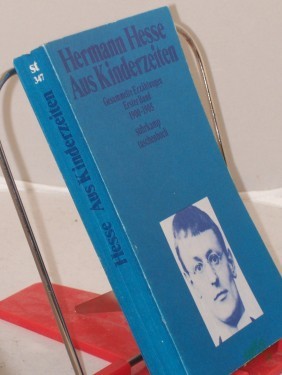 st
347
Hesse Aus Kinderzeiten
Hermann Hesse
Aus Kinderzeiten
Gesammelte Erzählungen
Erster Band
1900-1905
suhrkamp
taschenbuch